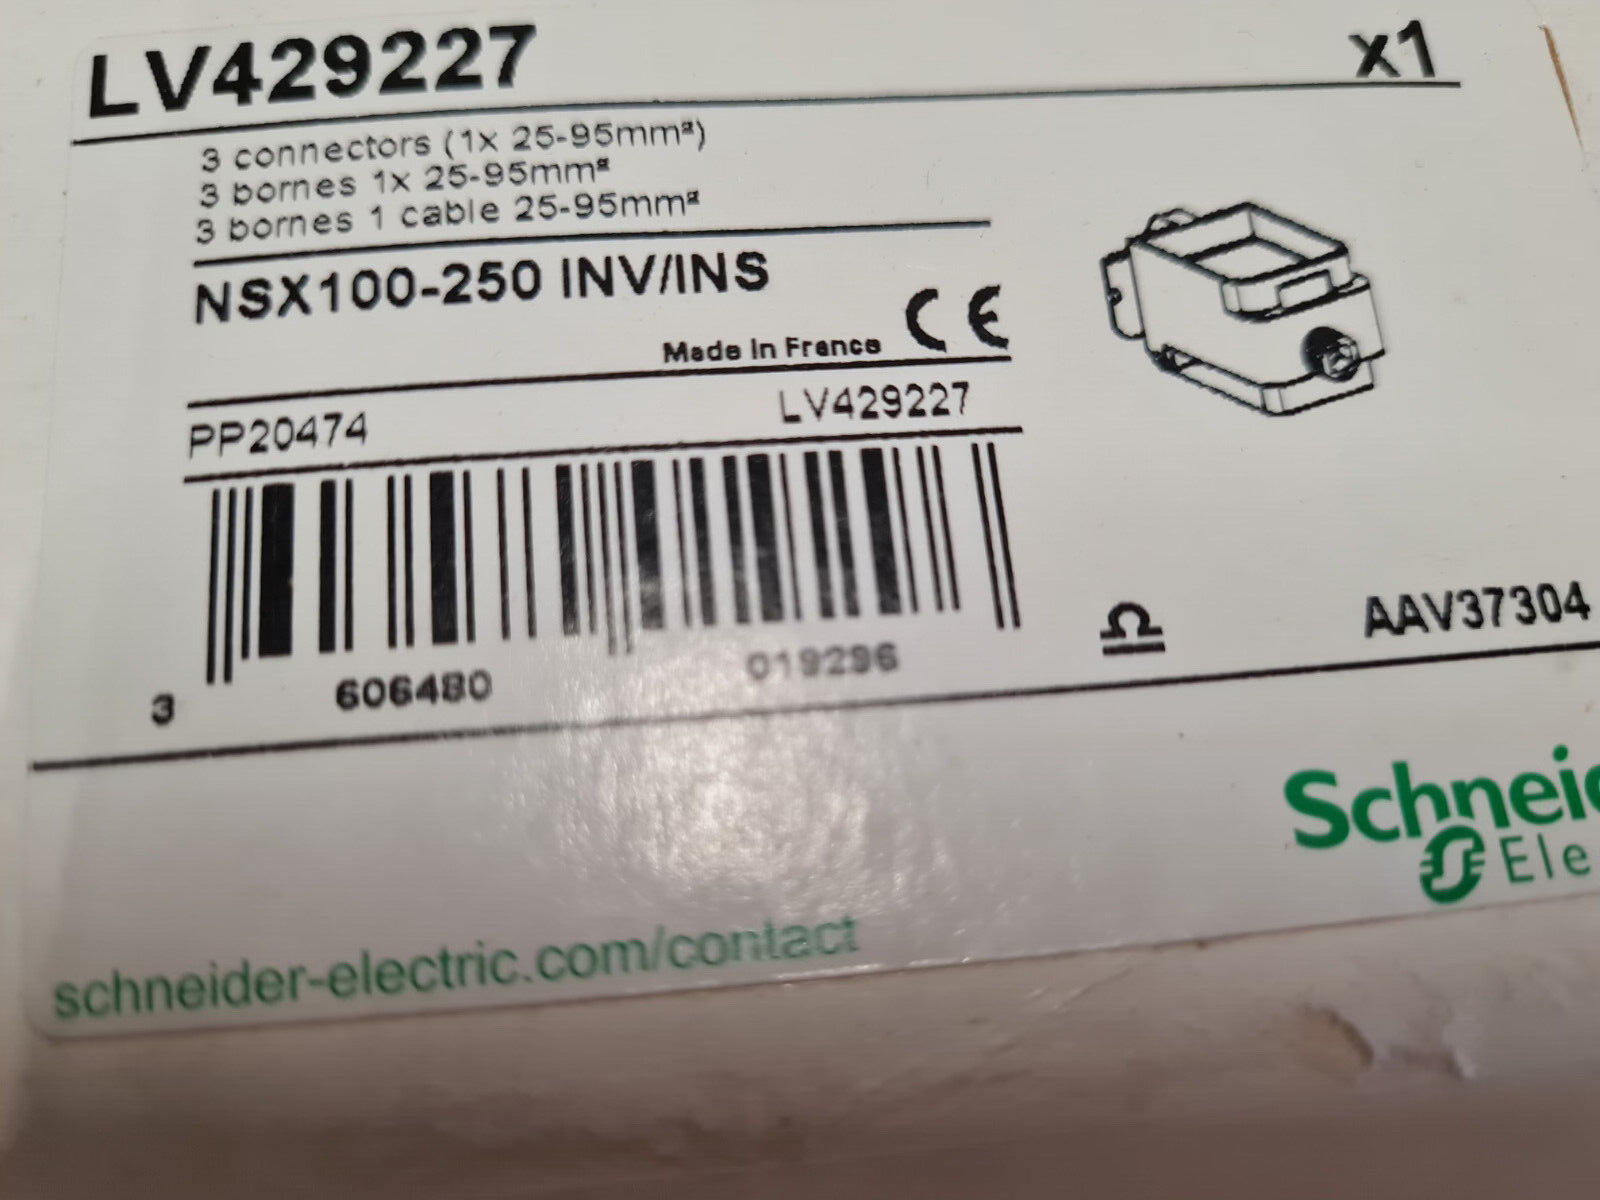 LV429227 x1
3 connectors (1x 25-95mm²)
3 bornes 1x 25-95mm²
3 bornes 1 cable 25-95mm²
NSX100-250 INV/INS
Made in France CE
PP20474 LV429227
3 606480 019296
AAV37304
Schneid
Ele
schneider-electric.com/contact